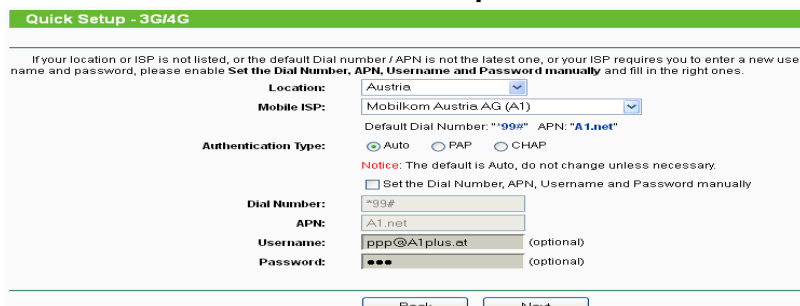 Quick Setup - 3G/4G
If your location or ISP is not listed, or the default Dial number / APN is not the latest one, or your ISP requires you to enter a new use
name and password, please enable Set the Dial Number, APN, Username and Password manually and fill in the right ones.
Location: Austria
Mobile ISP: Mobilkom Austria AG (A1)
Default Dial Number: "*99#" APN: "A1.net"
Authentication Type: Auto PAP CHAP
Notice: The default is Auto, do not change unless necessary.
Set the Dial Number, APN, Username and Password manually
Dial Number: *99#
APN: A1.net
Username: ppp@A1plus.at (optional)
Password: ●●● (optional)
Back Next